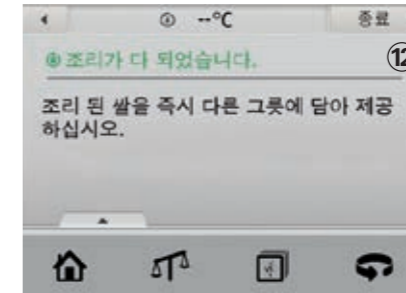 --°C 종료
조리가 다 되었습니다. ⑫
조리 된 쌀을 즉시 다른 그릇에 담아 제공
하십시오.